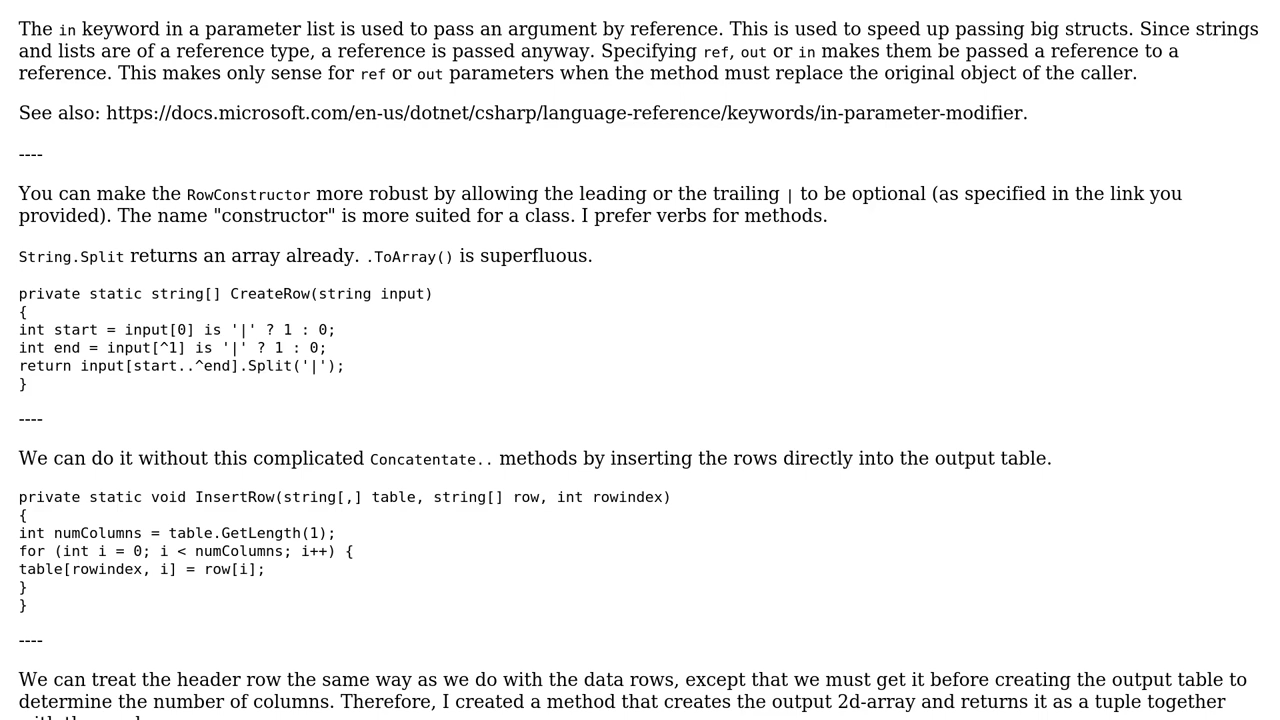 The in keyword in a parameter list is used to pass an argument by reference. This is used to speed up passing big structs. Since strings
and lists are of a reference type, a reference is passed anyway. Specifying ref, out or in makes them be passed a reference to a
reference. This makes only sense for ref or out parameters when the method must replace the original object of the caller.
See also: https://docs.microsoft.com/en-us/dotnet/csharp/language-reference/keywords/in-parameter-modifier.
----
You can make the RowConstructor more robust by allowing the leading or the trailing | to be optional (as specified in the link you
provided). The name "constructor" is more suited for a class. I prefer verbs for methods.
String.Split returns an array already. .ToArray() is superfluous.
private static string[] CreateRow(string input)
{
int start = input[0] is '|' ? 1 : 0;
int end = input[^1] is '|' ? 1 : 0;
return input[start..^end].Split('|');
}
----
We can do it without this complicated Concatentate.. methods by inserting the rows directly into the output table.
private static void InsertRow(string[,] table, string[] row, int rowindex)
{
int numColumns = table.GetLength(1);
for (int i = 0; i < numColumns; i++) {
table[rowindex, i] = row[i];
}
}
----
We can treat the header row the same way as we do with the data rows, except that we must get it before creating the output table to
determine the number of columns. Therefore, I created a method that creates the output 2d-array and returns it as a tuple together